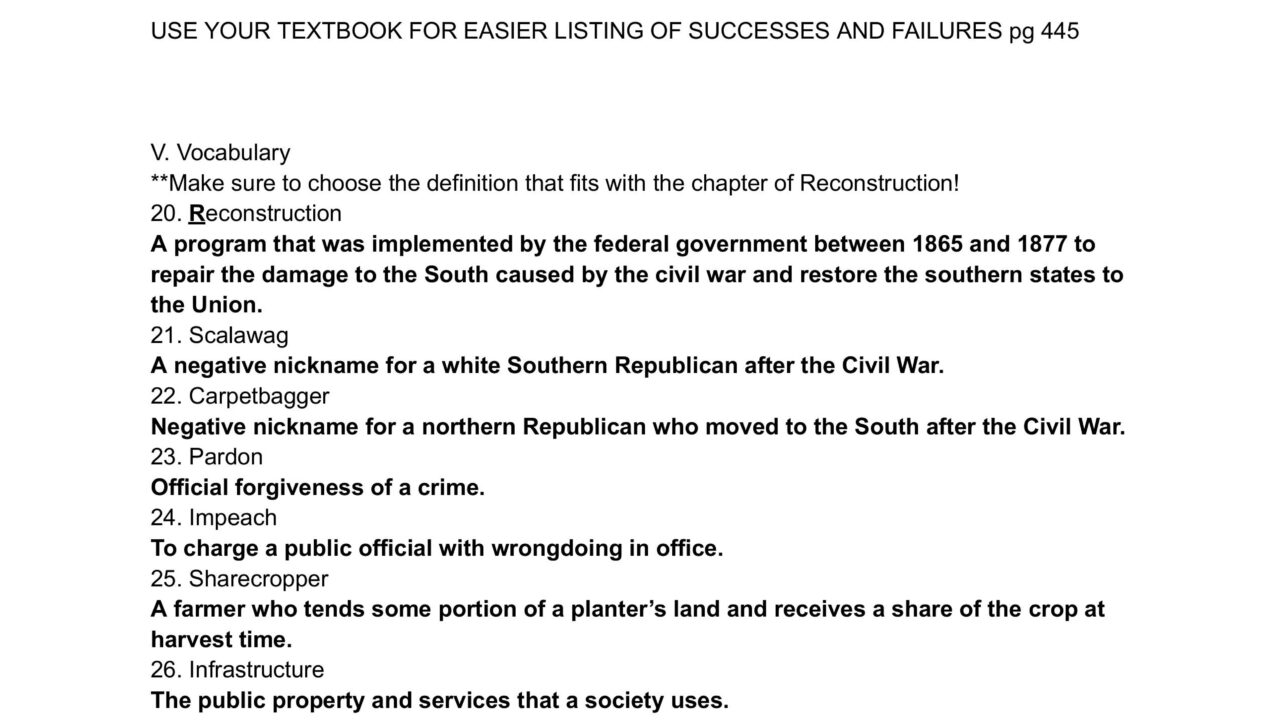 USE YOUR TEXTBOOK FOR EASIER LISTING OF SUCCESSES AND FAILURES pg 445
V. Vocabulary
**Make sure to choose the definition that fits with the chapter of Reconstruction!
20. Reconstruction
A program that was implemented by the federal government between 1865 and 1877 to
repair the damage to the South caused by the civil war and restore the southern states to
the Union.
21. Scalawag
A negative nickname for a white Southern Republican after the Civil War.
22. Carpetbagger
Negative nickname for a northern Republican who moved to the South after the Civil War.
23. Pardon
Official forgiveness of a crime.
24. Impeach
To charge a public official with wrongdoing in office.
25. Sharecropper
A farmer who tends some portion of a planter’s land and receives a share of the crop at
harvest time.
26. Infrastructure
The public property and services that a society uses.